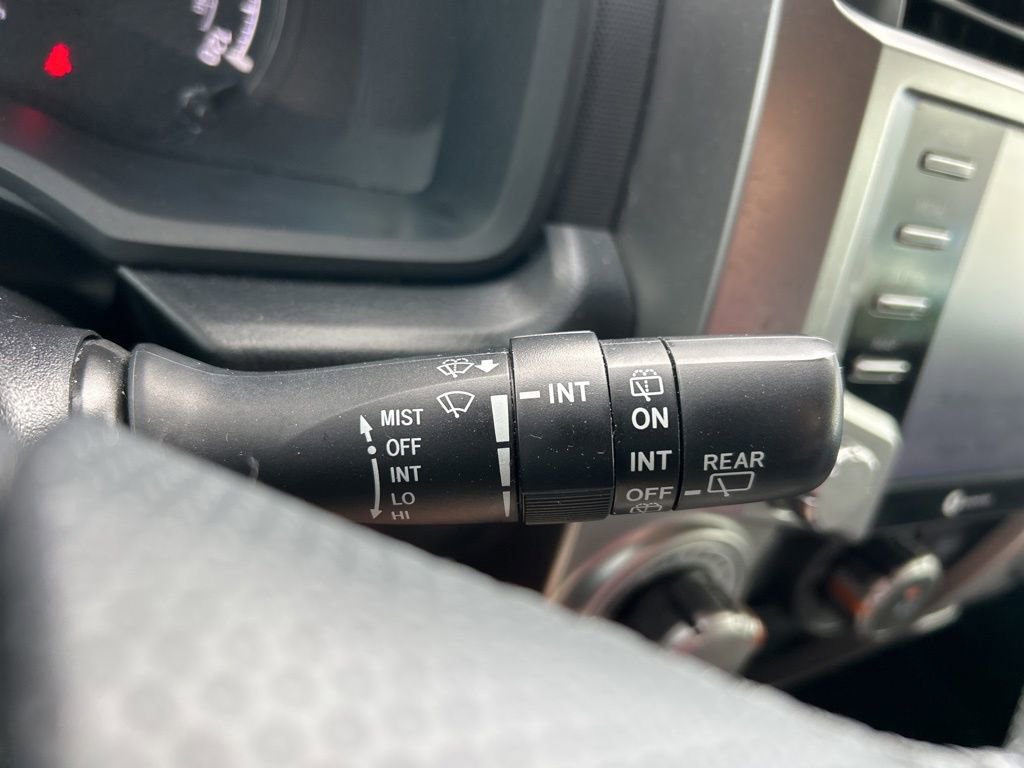 MIST
OFF
INT
LO
HI
INT
ON
INT
OFF
REAR